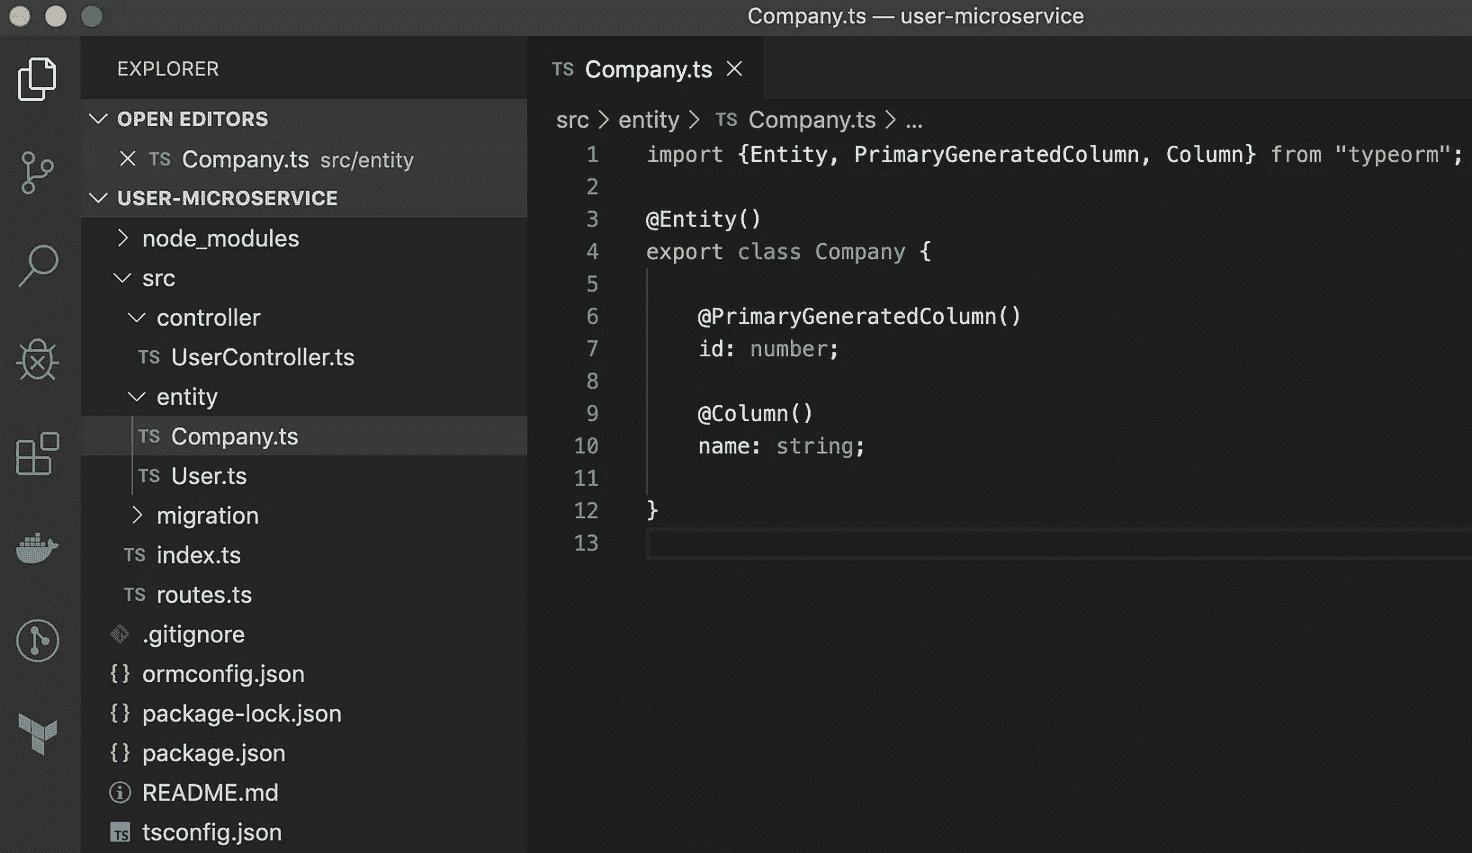 Company.ts — user-microservice
EXPLORER
OPEN EDITORS
TS Company.ts src/entity
USER-MICROSERVICE
node_modules
src
controller
TS UserController.ts
entity
TS Company.ts
TS User.ts
migration
TS index.ts
TS routes.ts
.gitignore
{} ormconfig.json
{} package-lock.json
{} package.json
README.md
TS tsconfig.json
TS Company.ts
src > entity > TS Company.ts > ...
1 import {Entity, PrimaryGeneratedColumn, Column} from "typeorm";
2
3 @Entity()
4 export class Company {
5
6 @PrimaryGeneratedColumn()
7 id: number;
8
9 @Column()
10 name: string;
11
12 }
13